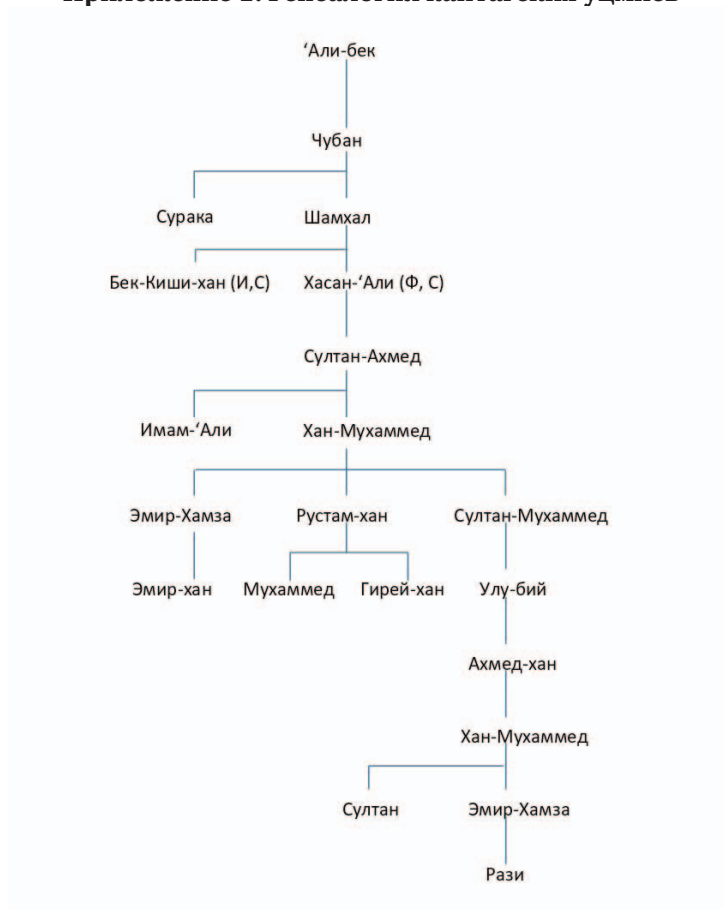 ‘Али-бек
Чубан
Сурака Шамхал
Бек-Киши-хан (И,С) Хасан-‘Али (Ф, С)
Султан-Ахмед
Имам-‘Али Хан-Мухаммед
Эмир-Хамза Рустам-хан Султан-Мухаммед
Эмир-хан Мухаммед Гирей-хан Улу-бий
Ахмед-хан
Хан-Мухаммед
Султан Эмир-Хамза
Рази